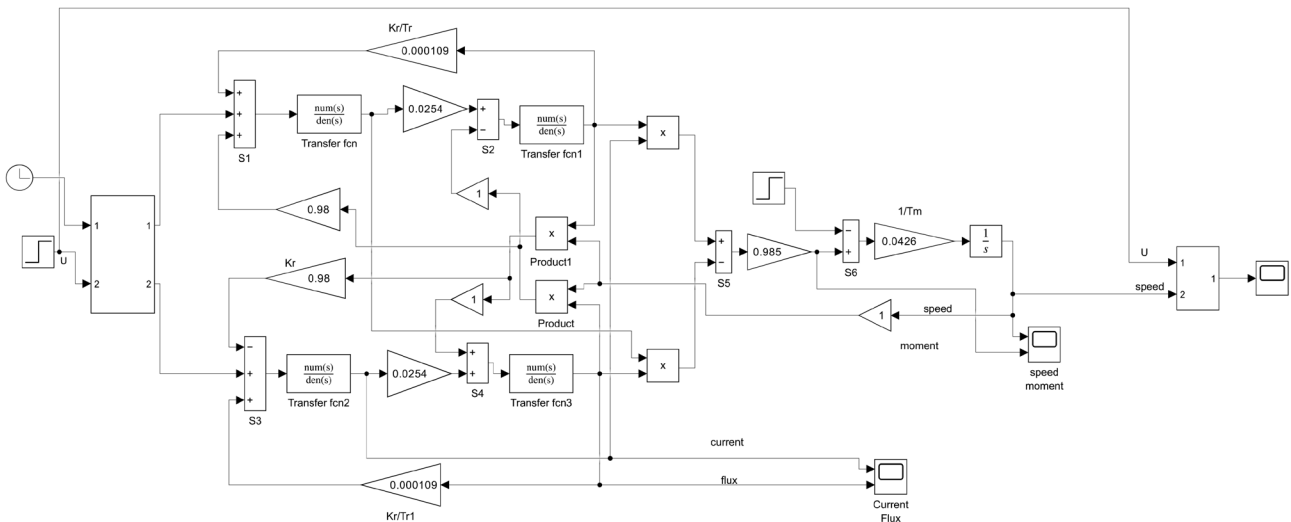 Kr/Tr
0.000109
+
+
+
S1
num(s)
den(s)
Transfer fcn
0.0254
+
−
S2
num(s)
den(s)
Transfer fcn1
x
1
0.98
x
Product1
Kr
0.98
1
x
Product
1
2
1
2
U
−
+
+
S3
num(s)
den(s)
Transfer fcn2
0.0254
+
+
S4
num(s)
den(s)
Transfer fcn3
x
0.000109
Kr/Tr1
+
−
S5
0.985
−
+
S6
1/Tm
0.0426
1
s
1
speed
moment
speed
moment
current
flux
Current
Flux
U
speed
1
2
1